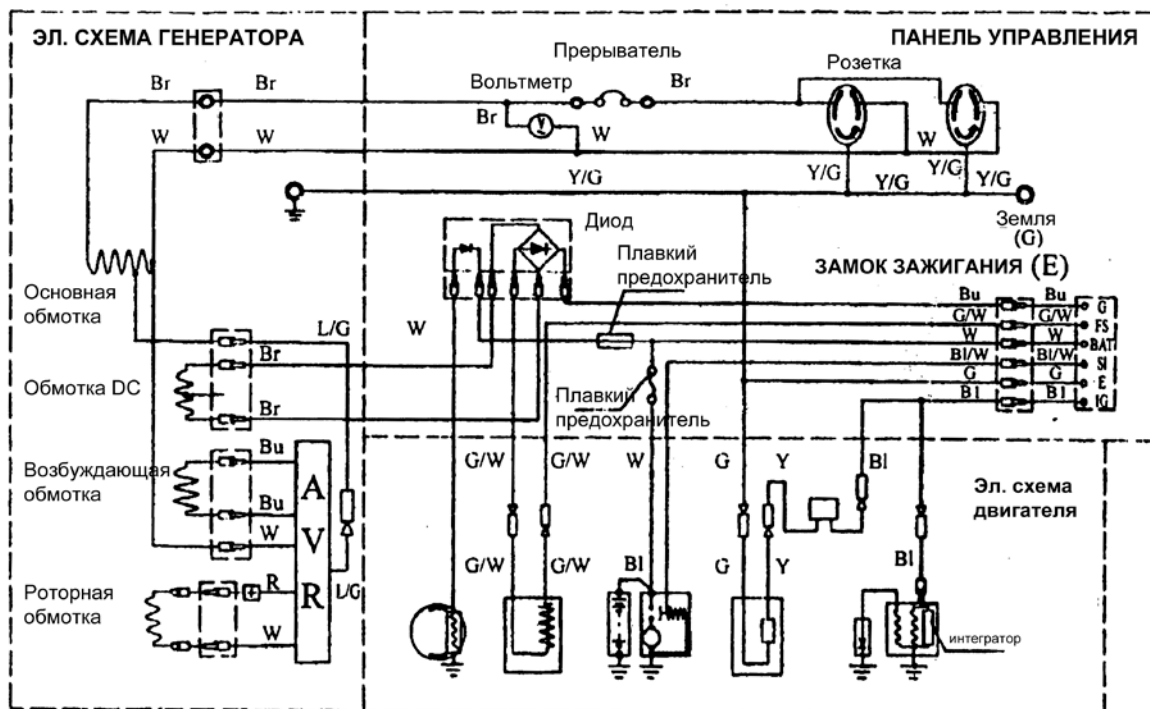 ЭЛ. СХЕМА ГЕНЕРАТОРА
ПАНЕЛЬ УПРАВЛЕНИЯ
Прерыватель
Вольтметр
Розетка
Br
Br
Br
Br
V
W
W
W
W
Y/G
Y/G
Y/G
Y/G
Y/G
Земля
(G)
Диод
Плавкий
предохранитель
ЗАМОК ЗАЖИГАНИЯ (E)
Основная
обмотка
L/G
W
Bu
Bu
G
G/W
G/W
FS
W
W
BAT
Bl/W
Bl/W
SI
G
G
E
Bl
Bl
IG
Обмотка DC
Br
Br
Плавкий
предохранитель
Возбуждающая
обмотка
Bu
Bu
W
A
V
R
L/G
Роторная
обмотка
R
W
G/W
G/W
W
G
Y
Bl
Эл. схема
двигателя
G/W
G/W
Bl
G
Y
Bl
интегратор